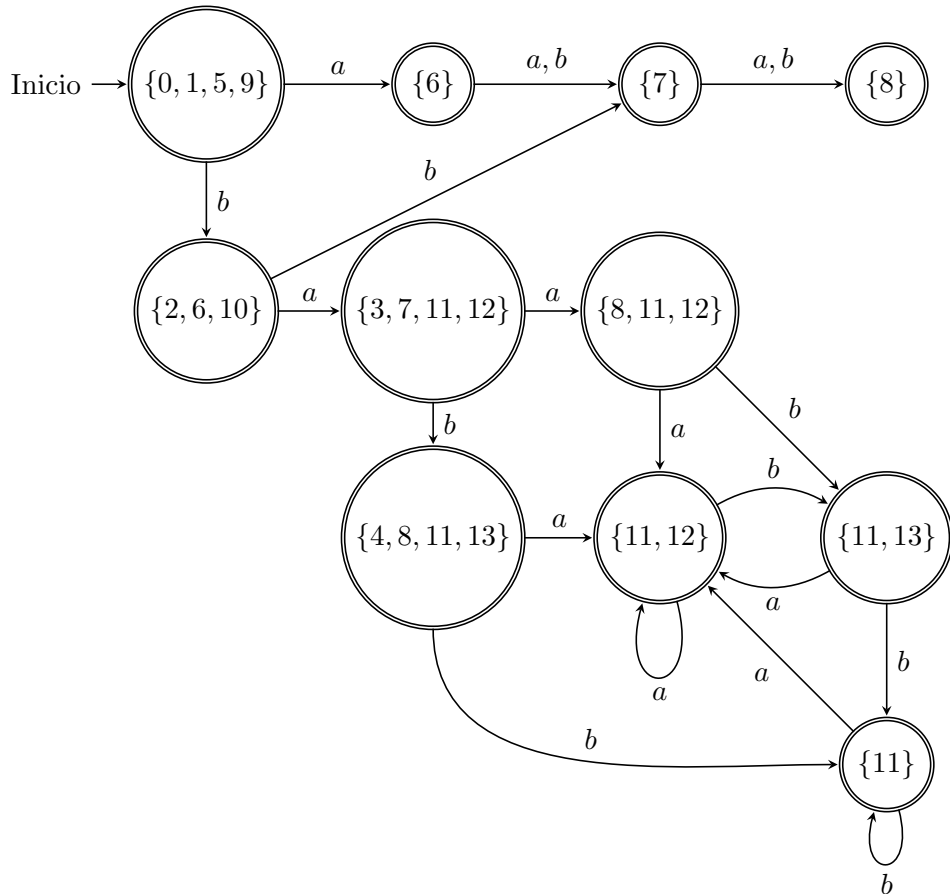 Inicio {0, 1, 5, 9} a {6} a, b {7} a, b {8}
b
b
{2, 6, 10} a {3, 7, 11, 12} a {8, 11, 12}
b
b a
b
{4, 8, 11, 13} a {11, 12} {11, 13}
a
a
a
b
b
{11}
b